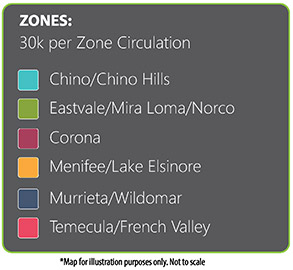 ZONES:
30k per Zone Circulation
Chino/Chino Hills
Eastvale/Mira Loma/Norco
Corona
Menifee/Lake Elsinore
Murrieta/Wildomar
Temecula/French Valley
*Map for illustration purposes only. Not to scale